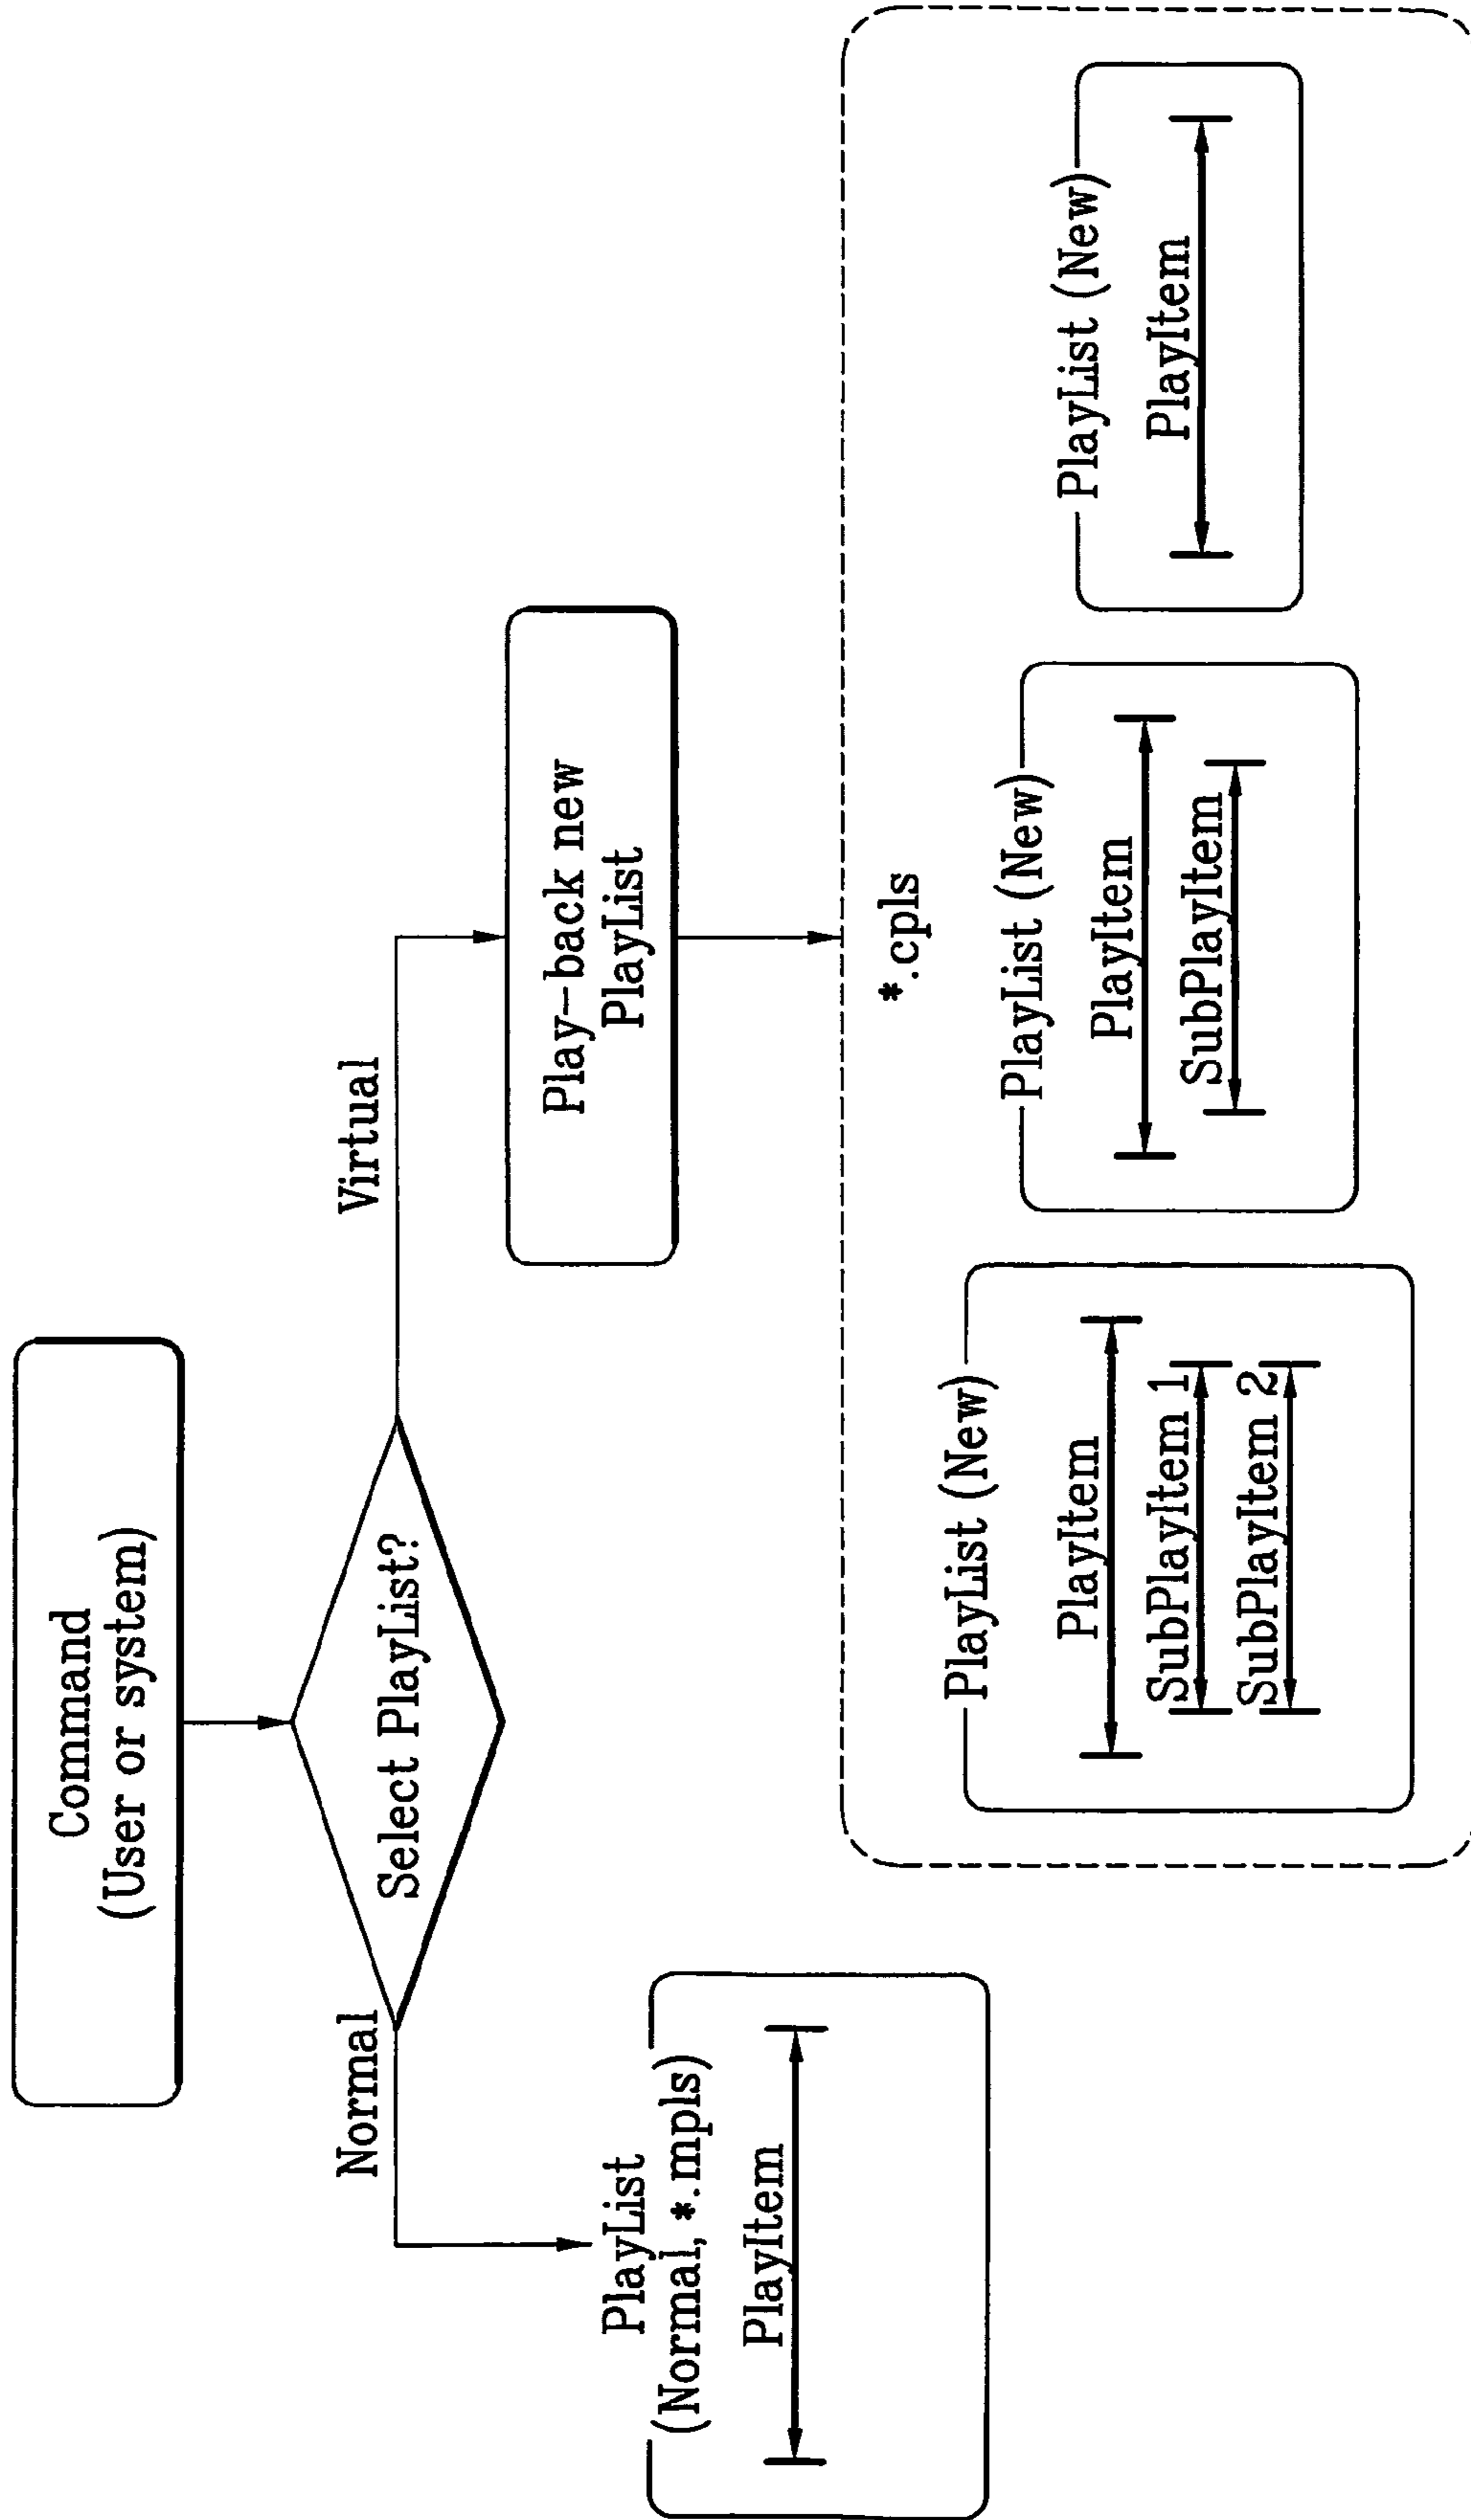 Command
(User or system)
Select PlayList?
Normal
Virtual
PlayList
(Normal, *.mpls)
PlayItem
Play-back new
PlayList
*.cpls
PlayList (New)
PlayItem
SubPlayItem 1
SubPlayItem 2
PlayList (New)
PlayItem
SubPlayItem
PlayList (New)
PlayItem